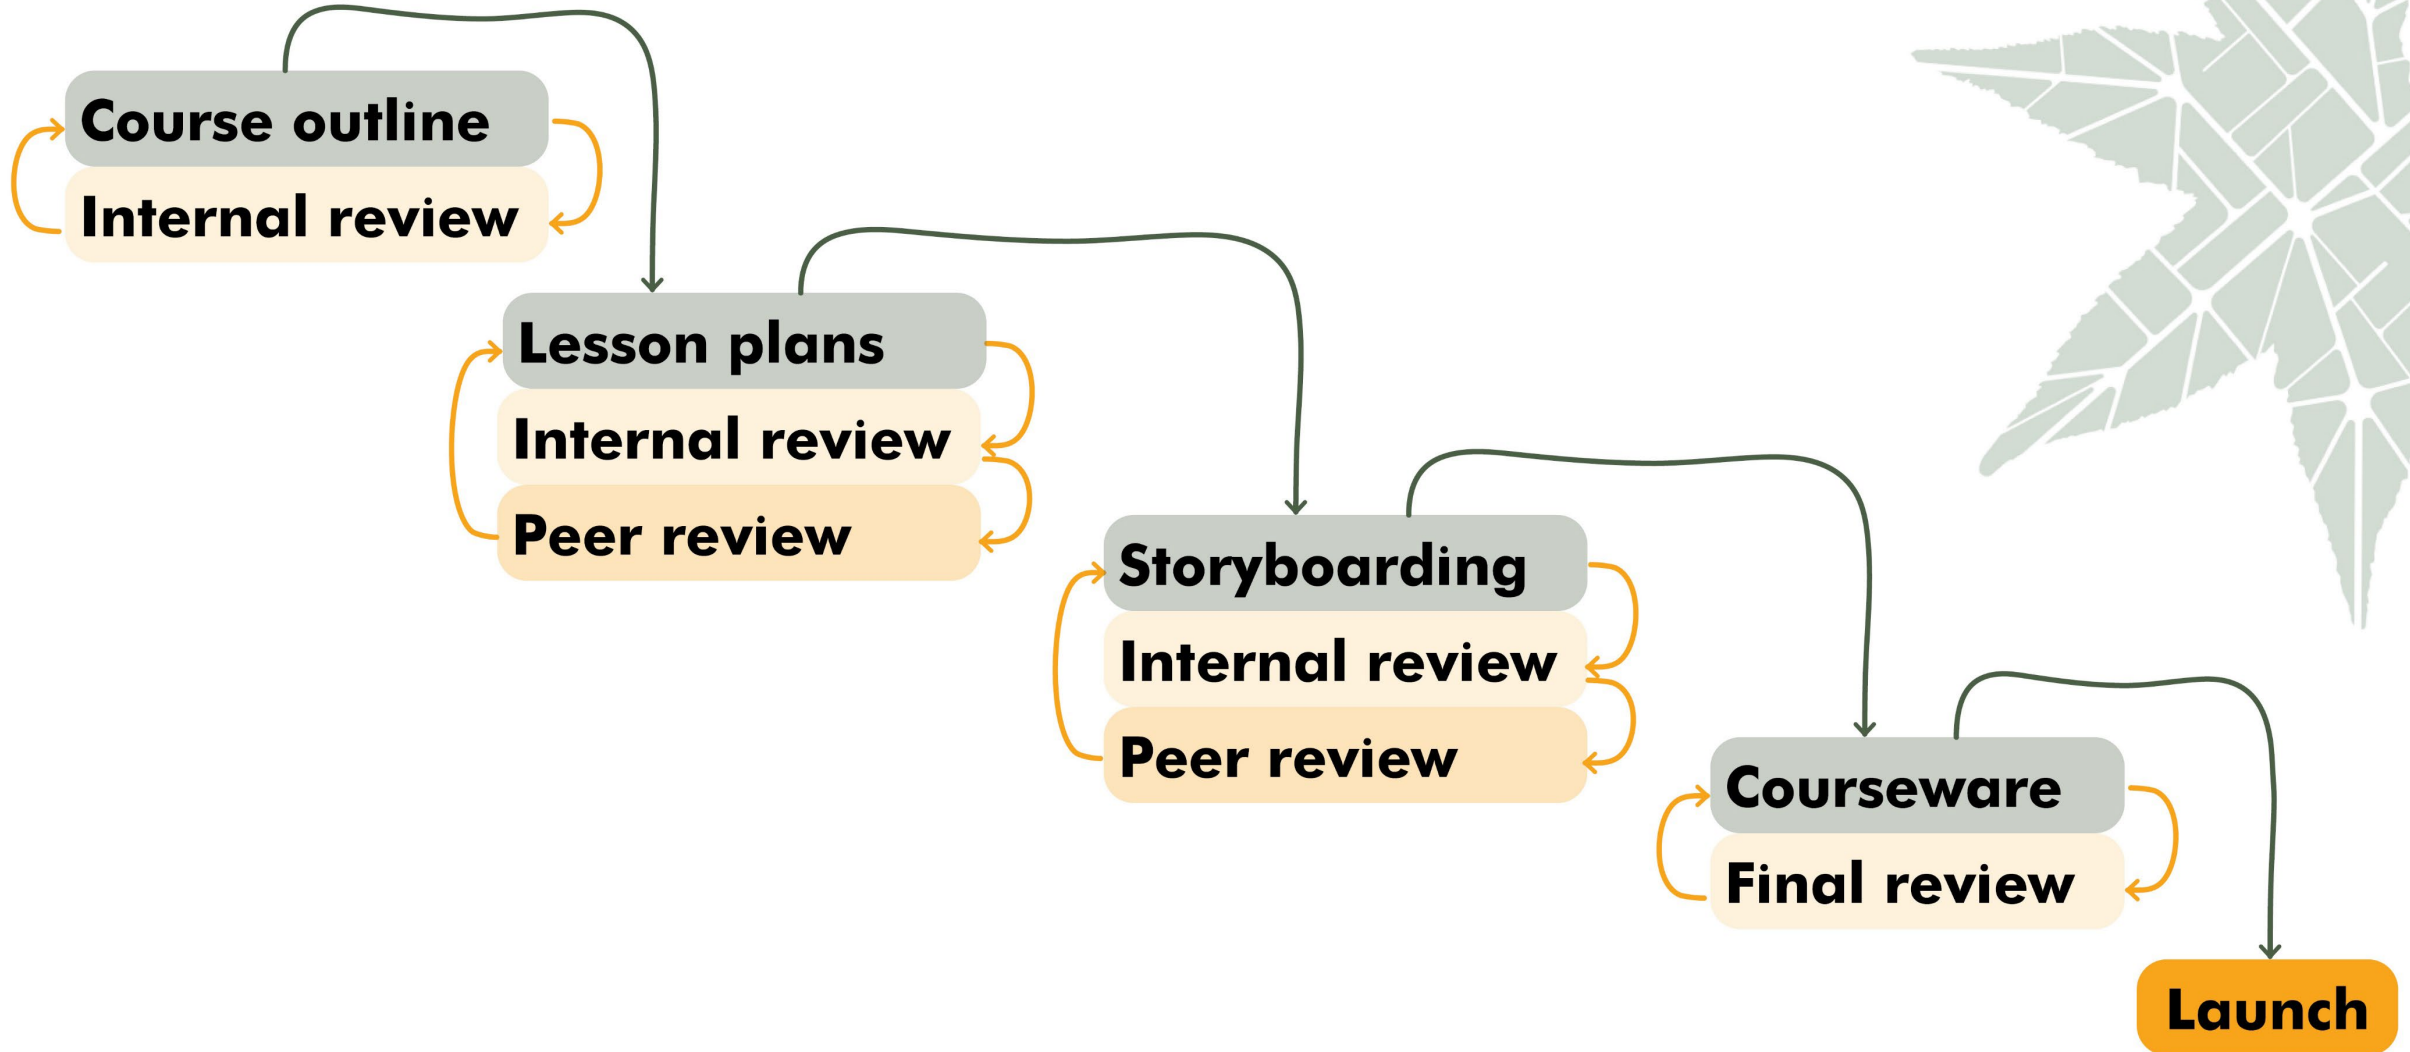 Course outline
Internal review
Lesson plans
Internal review
Peer review
Storyboarding
Internal review
Peer review
Courseware
Final review
Launch